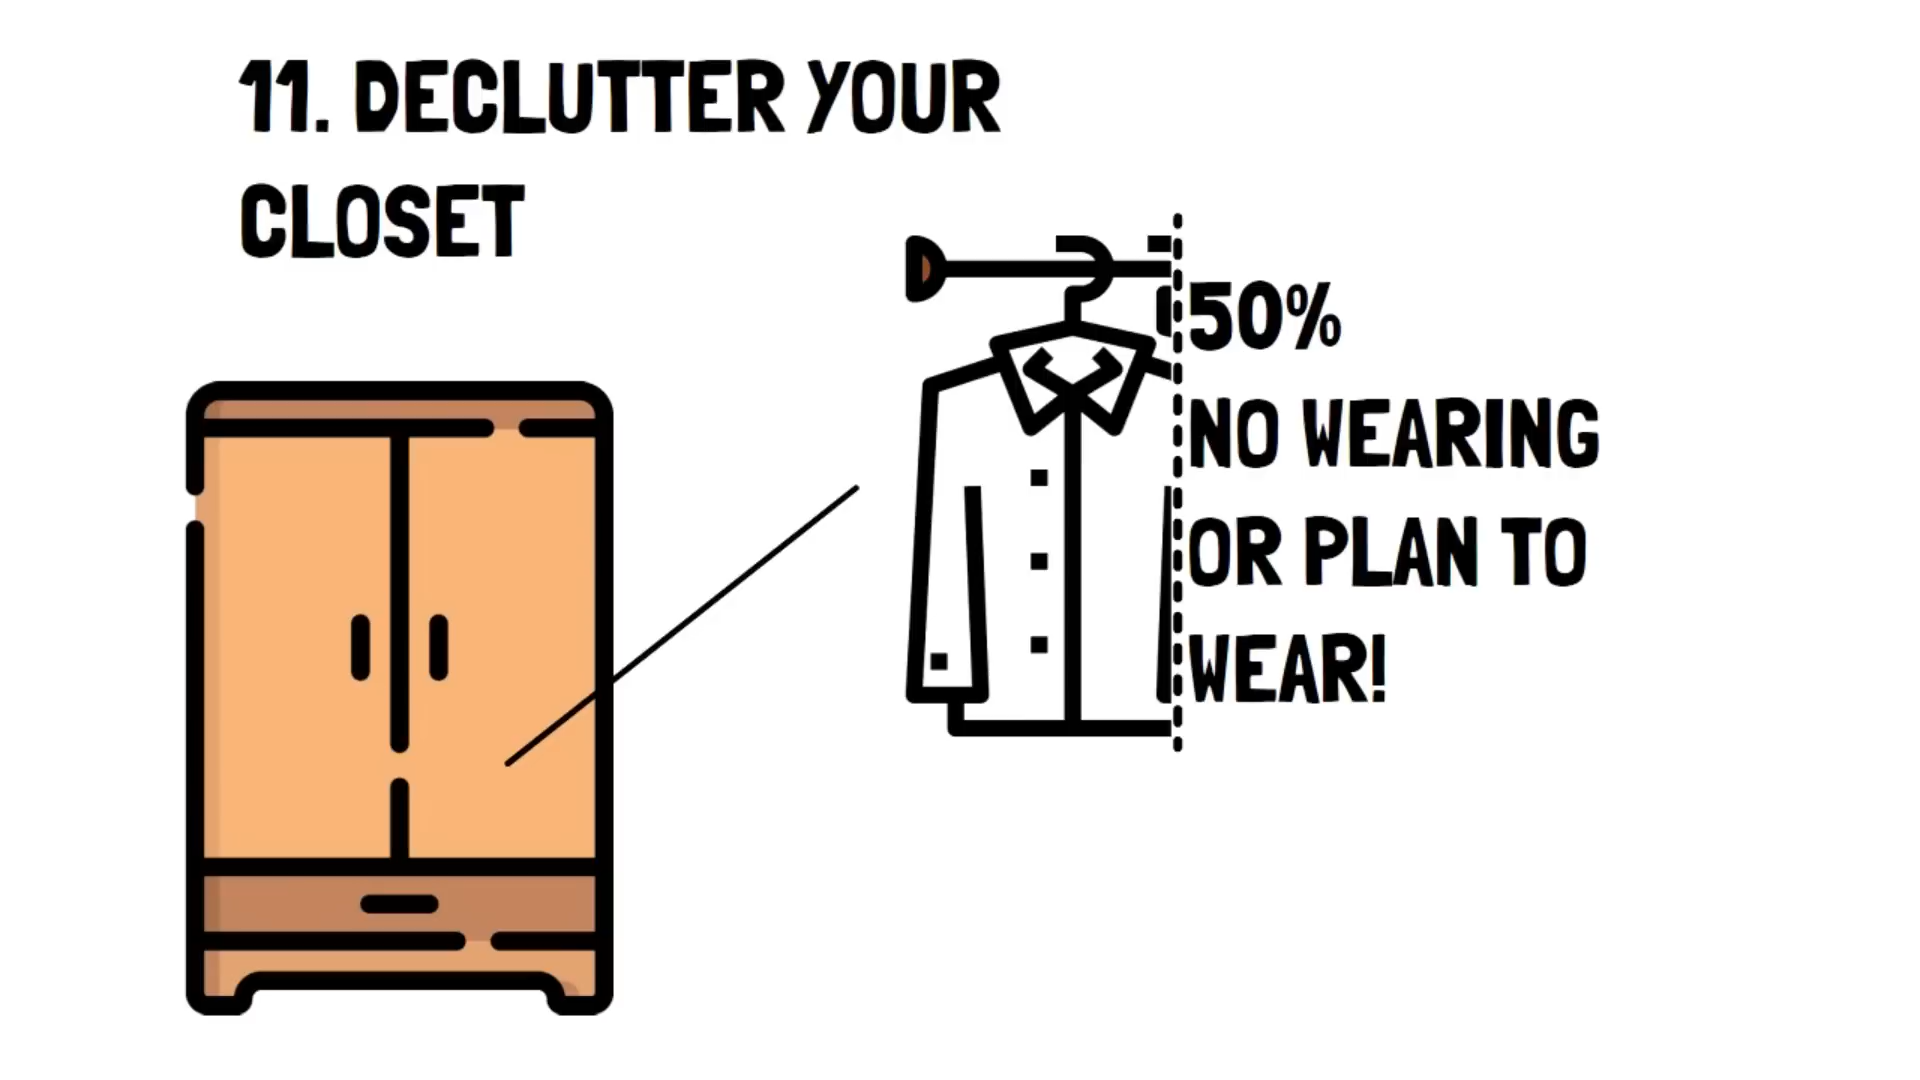 11. DECLUTTER YOUR
CLOSET
50%
NO WEARING
OR PLAN TO
WEAR!